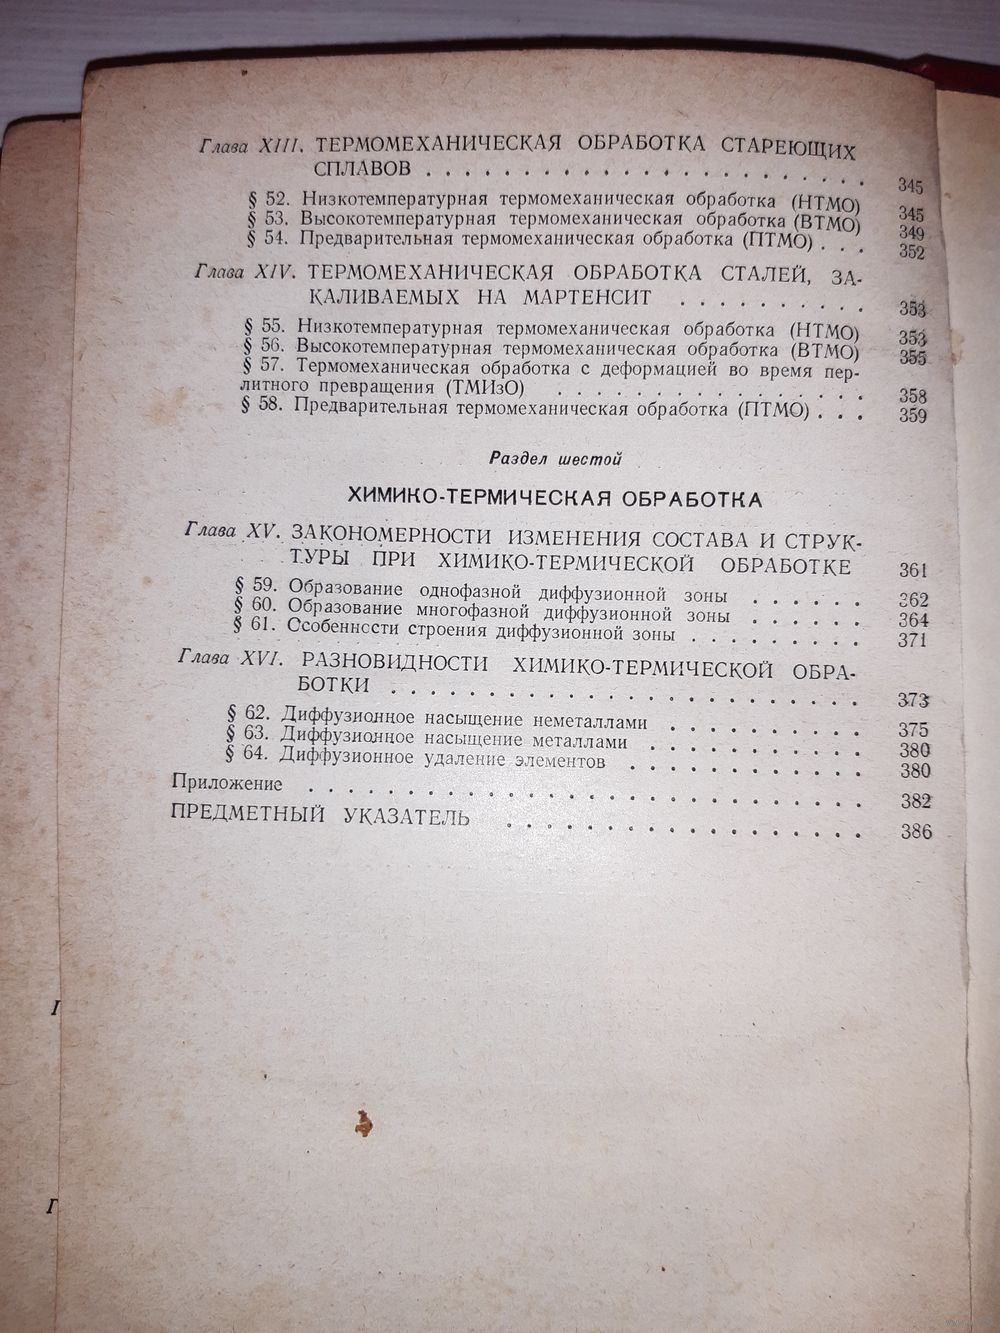 Глава XIII. ТЕРМОМЕХАНИЧЕСКАЯ ОБРАБОТКА СТАРЕЮЩИХ
СПЛАВОВ . . . . . . . . . . . . . . . . . . . . . 345
§ 52. Низкотемпературная термомеханическая обработка (НТМО) 345
§ 53. Высокотемпературная термомеханическая обработка (ВТМО) 349
§ 54. Предварительная термомеханическая обработка (ПТМО) . . . 352
Глава XIV. ТЕРМОМЕХАНИЧЕСКАЯ ОБРАБОТКА СТАЛЕЙ, ЗА-
КАЛИВАЕМЫХ НА МАРТЕНСИТ . . . . . . . . . . 353
§ 55. Низкотемпературная термомеханическая обработка (НТМО) 353
§ 56. Высокотемпературная термомеханическая обработка (ВТМО) 355
§ 57. Термомеханическая обработка с деформацией во время пер-
литного превращения (ТМИзО) . . . . . . . . . . . . 358
§ 58. Предварительная термомеханическая обработка (ПТМО) . . . 359
Раздел шестой
ХИМИКО-ТЕРМИЧЕСКАЯ ОБРАБОТКА
Глава XV. ЗАКОНОМЕРНОСТИ ИЗМЕНЕНИЯ СОСТАВА И СТРУК-
ТУРЫ ПРИ ХИМИКО-ТЕРМИЧЕСКОЙ ОБРАБОТКЕ 361
§ 59. Образование однофазной диффузионной зоны . . . . . . 362
§ 60. Образование многофазной диффузионной зоны . . . . . . 364
§ 61. Особенности строения диффузионной зоны . . . . . . . . . 371
Глава XVI. РАЗНОВИДНОСТИ ХИМИКО-ТЕРМИЧЕСКОЙ ОБРА-
БОТКИ . . . . . . . . . . . . . . . . . . . . . . . 373
§ 62. Диффузионное насыщение неметаллами . . . . . . . . . . 375
§ 63. Диффузионное насыщение металлами . . . . . . . . . . . 380
§ 64. Диффузионное удаление элементов . . . . . . . . . . . . 380
Приложение . . . . . . . . . . . . . . . . . . . . . . . . . 382
ПРЕДМЕТНЫЙ УКАЗАТЕЛЬ . . . . . . . . . . . . . . . . . . 386